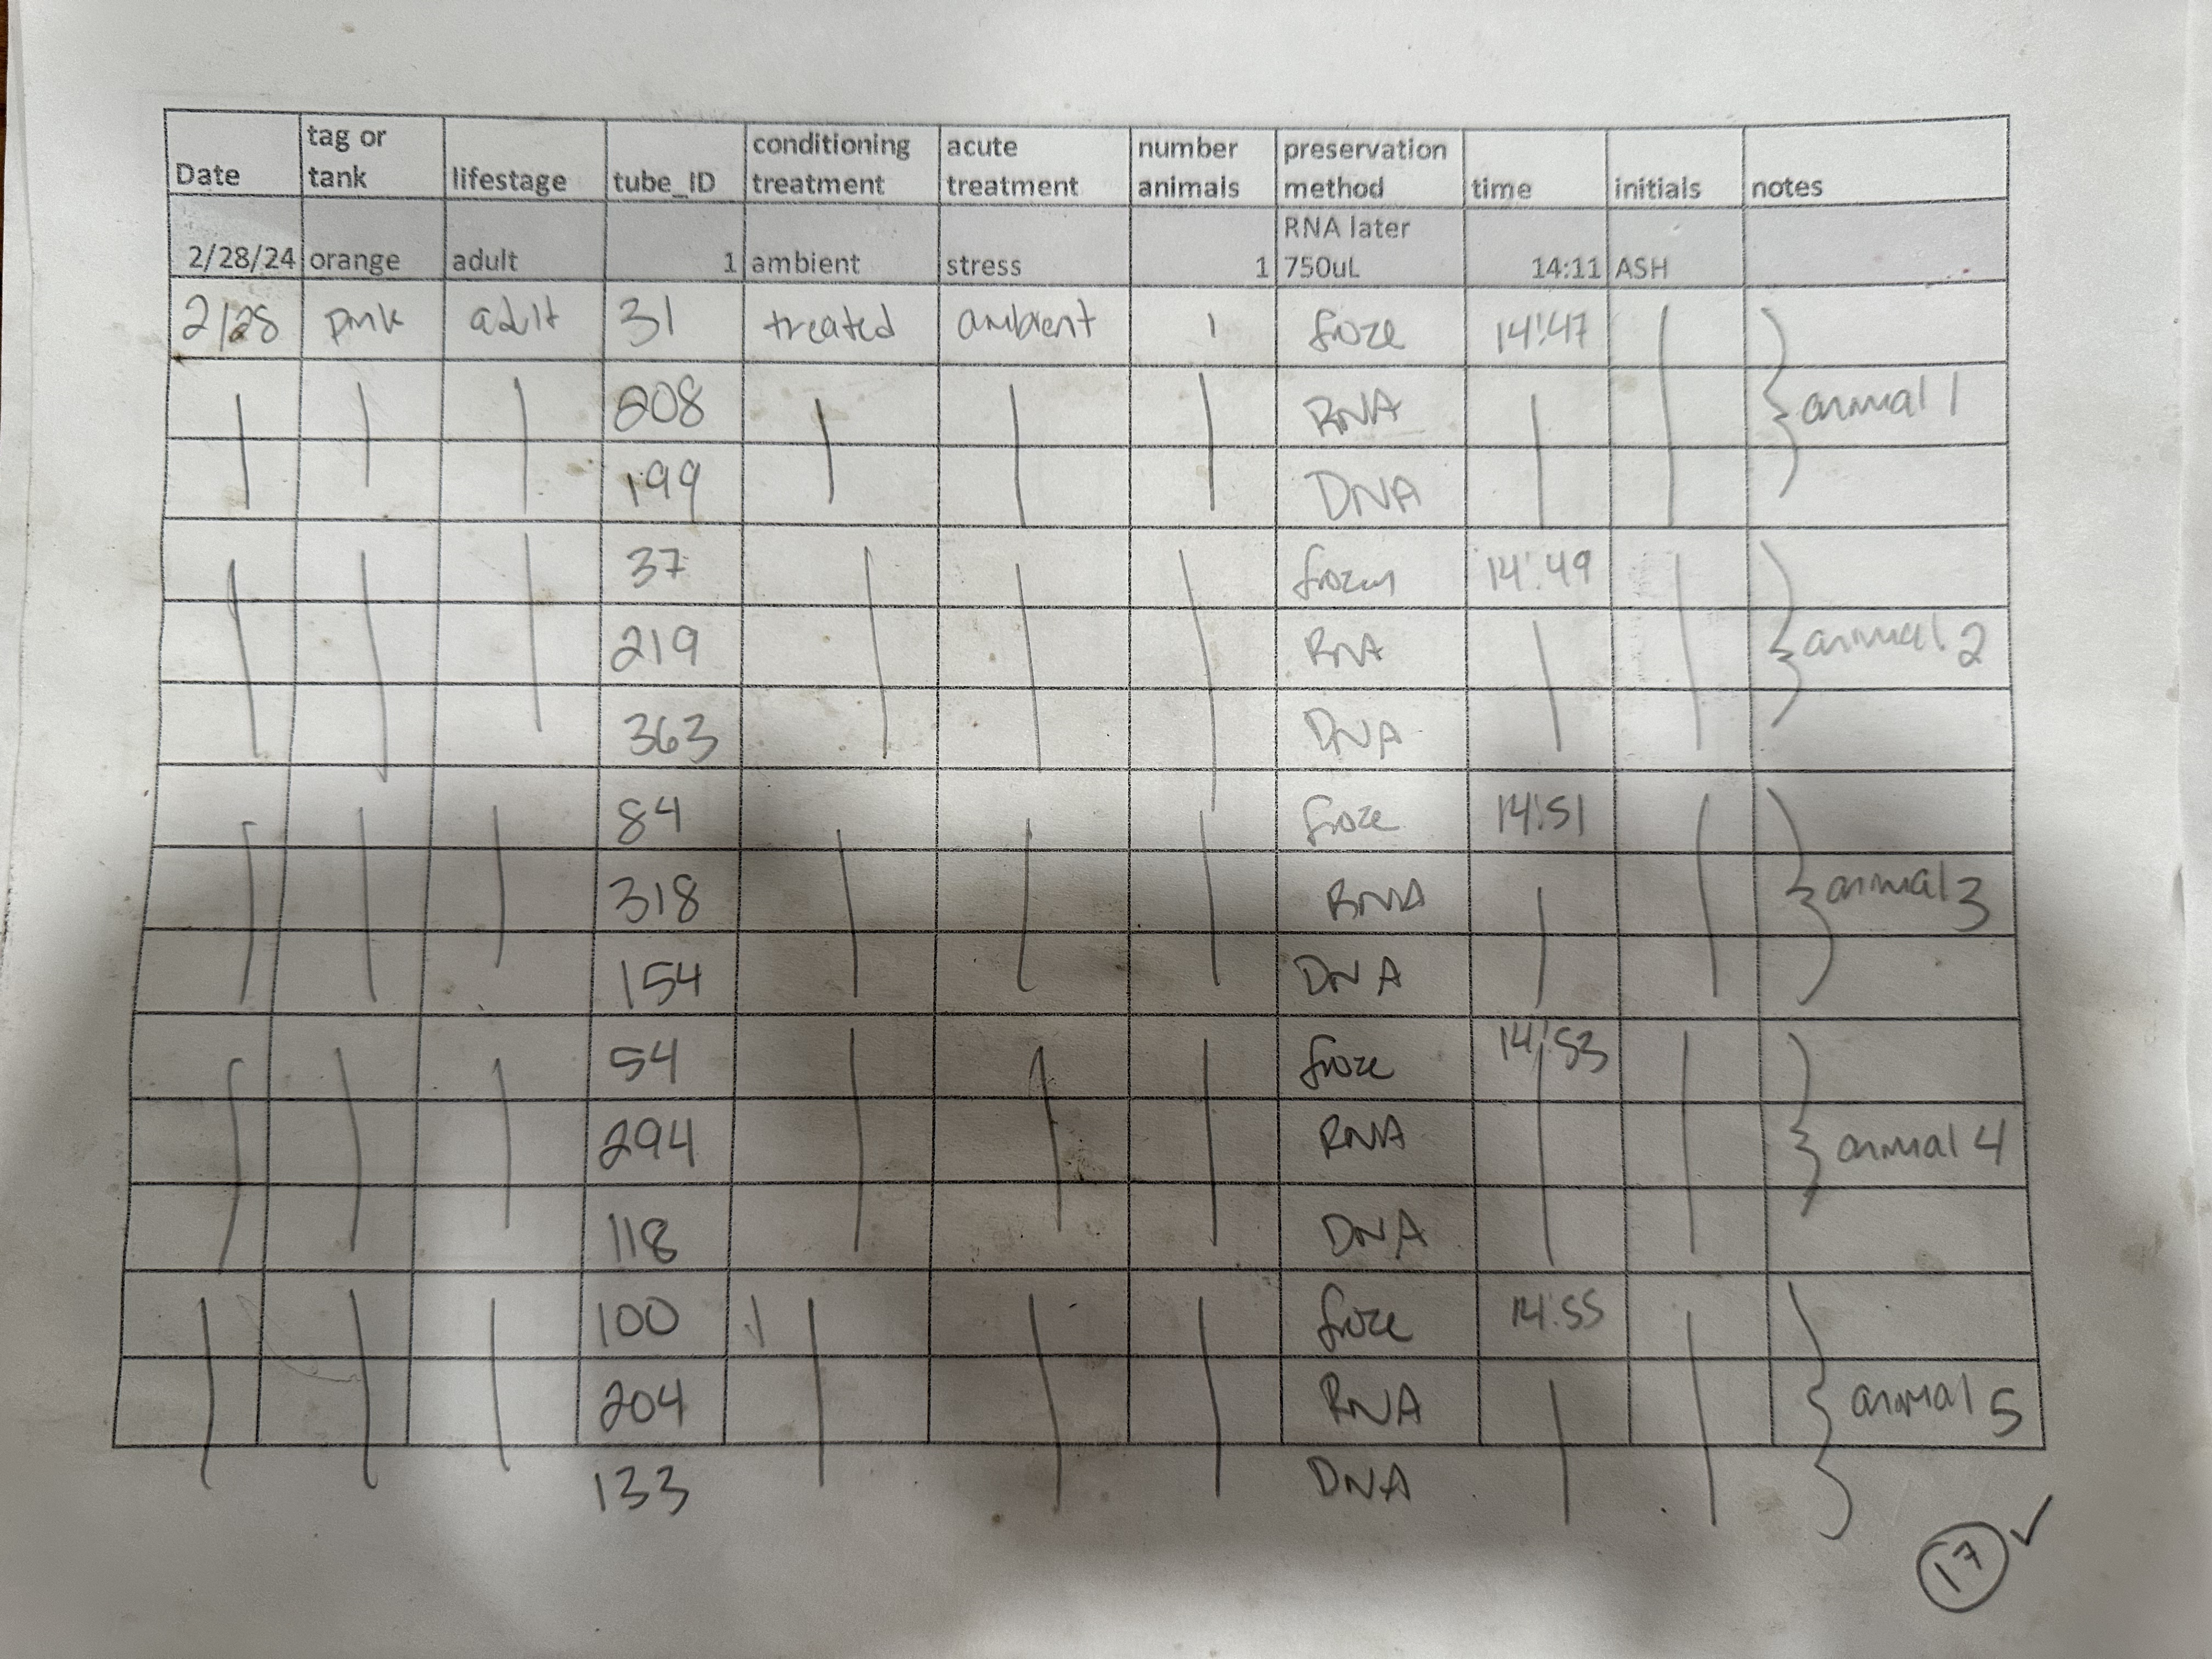 Date tag or tank lifestage tube_ID conditioning treatment acute treatment number animals preservation method time initials notes
2/28/24 orange adult 1 ambient stress 1 RNA later 750uL 14:11 ASH
2/28 pink adult 31 treated ambient 1 froze 14:47
208 RNA } animal 1
199 DNA
37 frozen 14:49
219 RNA } animal 2
363 DNA
84 froze 14:51
318 RNA } animal 3
154 DNA
54 froze 14:53
294 RNA } animal 4
118 DNA
100 froze 14:55
204 RNA } animal 5
133 DNA
17 ✓